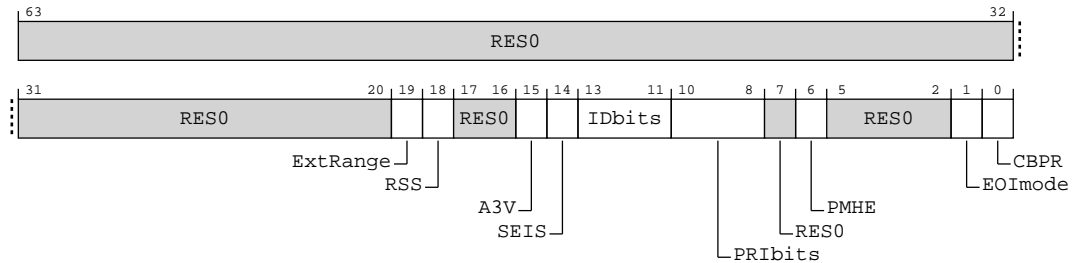 63 32
RES0
31 20 19 18 17 16 15 14 13 11 10 8 7 6 5 2 1 0
RES0 RES0 IDbits RES0
ExtRange CBPR
RSS EOImode
A3V PMHE
SEIS RES0
PRIbits